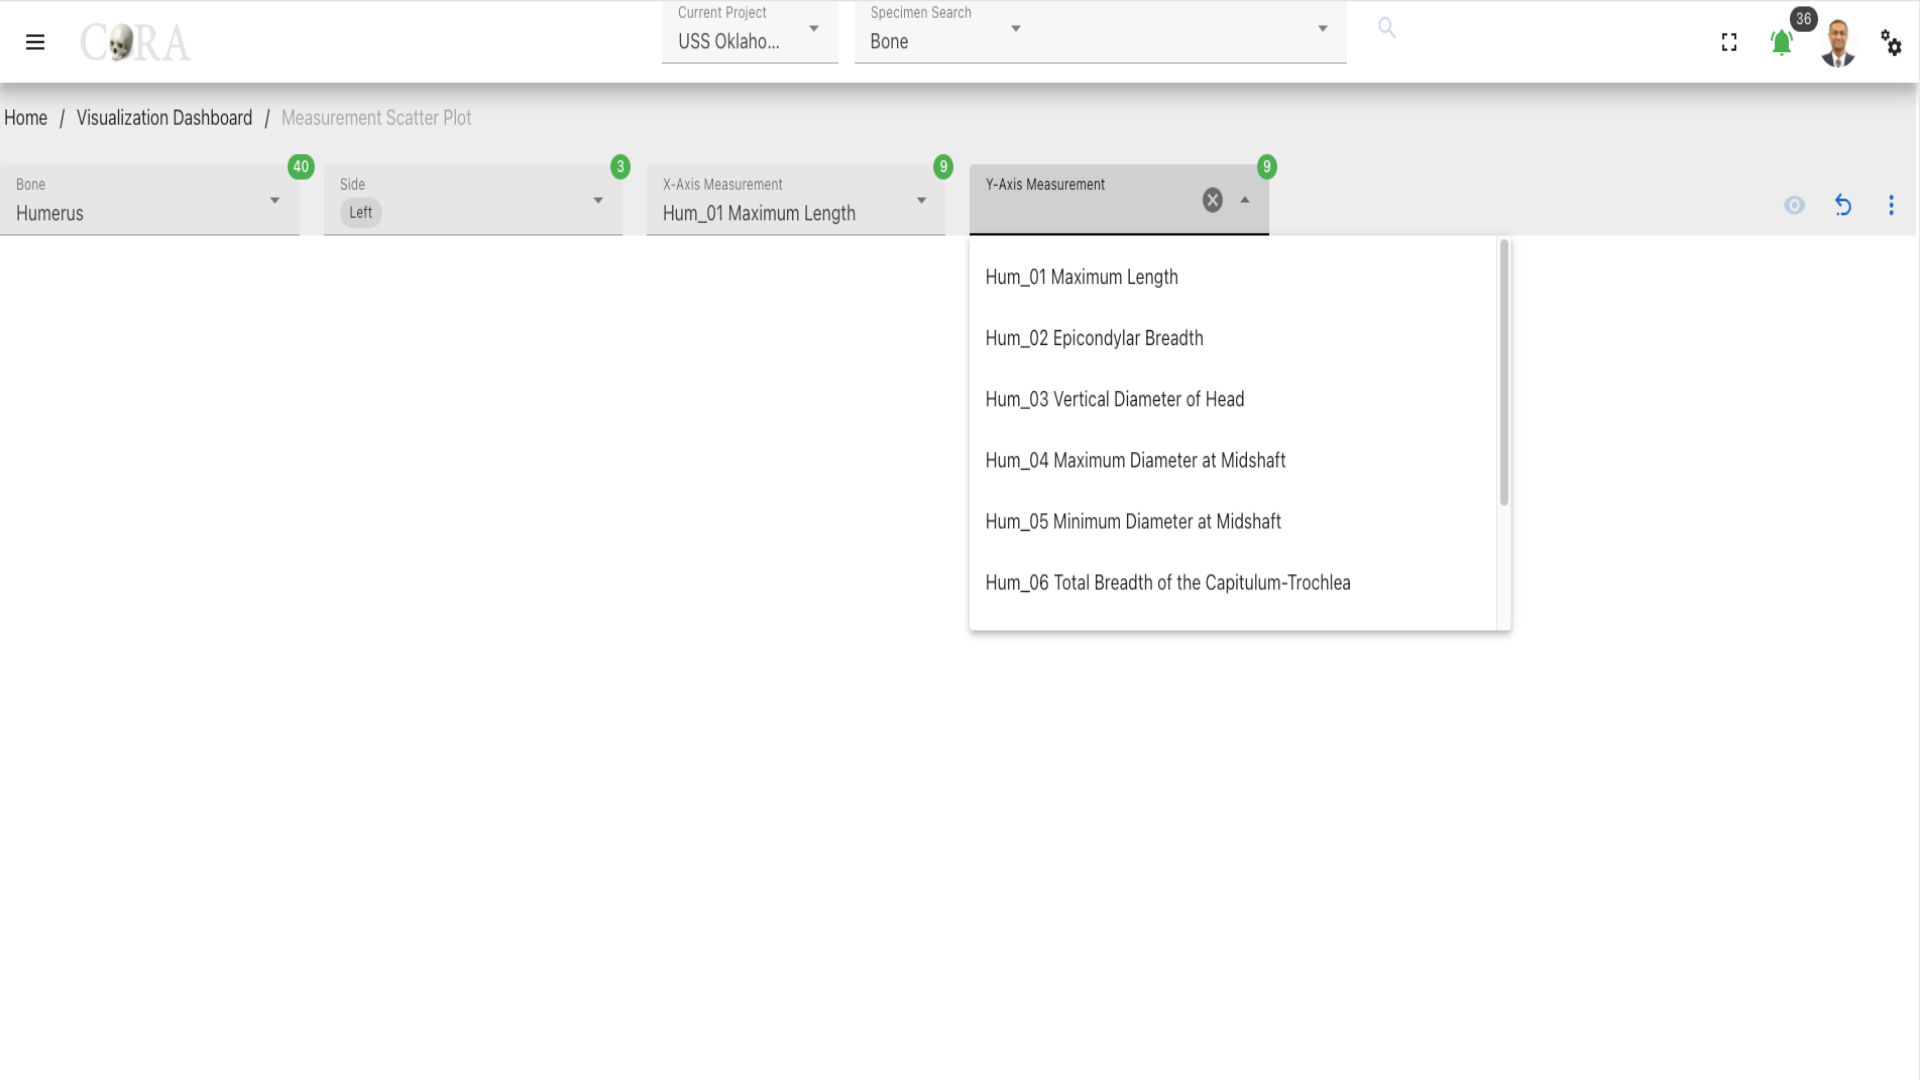 CORA
Current Project
USS Oklaho...
Specimen Search
Bone
36
Home / Visualization Dashboard / Measurement Scatter Plot
40
3
9
9
Bone
Humerus
Side
Left
X-Axis Measurement
Hum_01 Maximum Length
Y-Axis Measurement
Hum_01 Maximum Length
Hum_02 Epicondylar Breadth
Hum_03 Vertical Diameter of Head
Hum_04 Maximum Diameter at Midshaft
Hum_05 Minimum Diameter at Midshaft
Hum_06 Total Breadth of the Capitulum-Trochlea